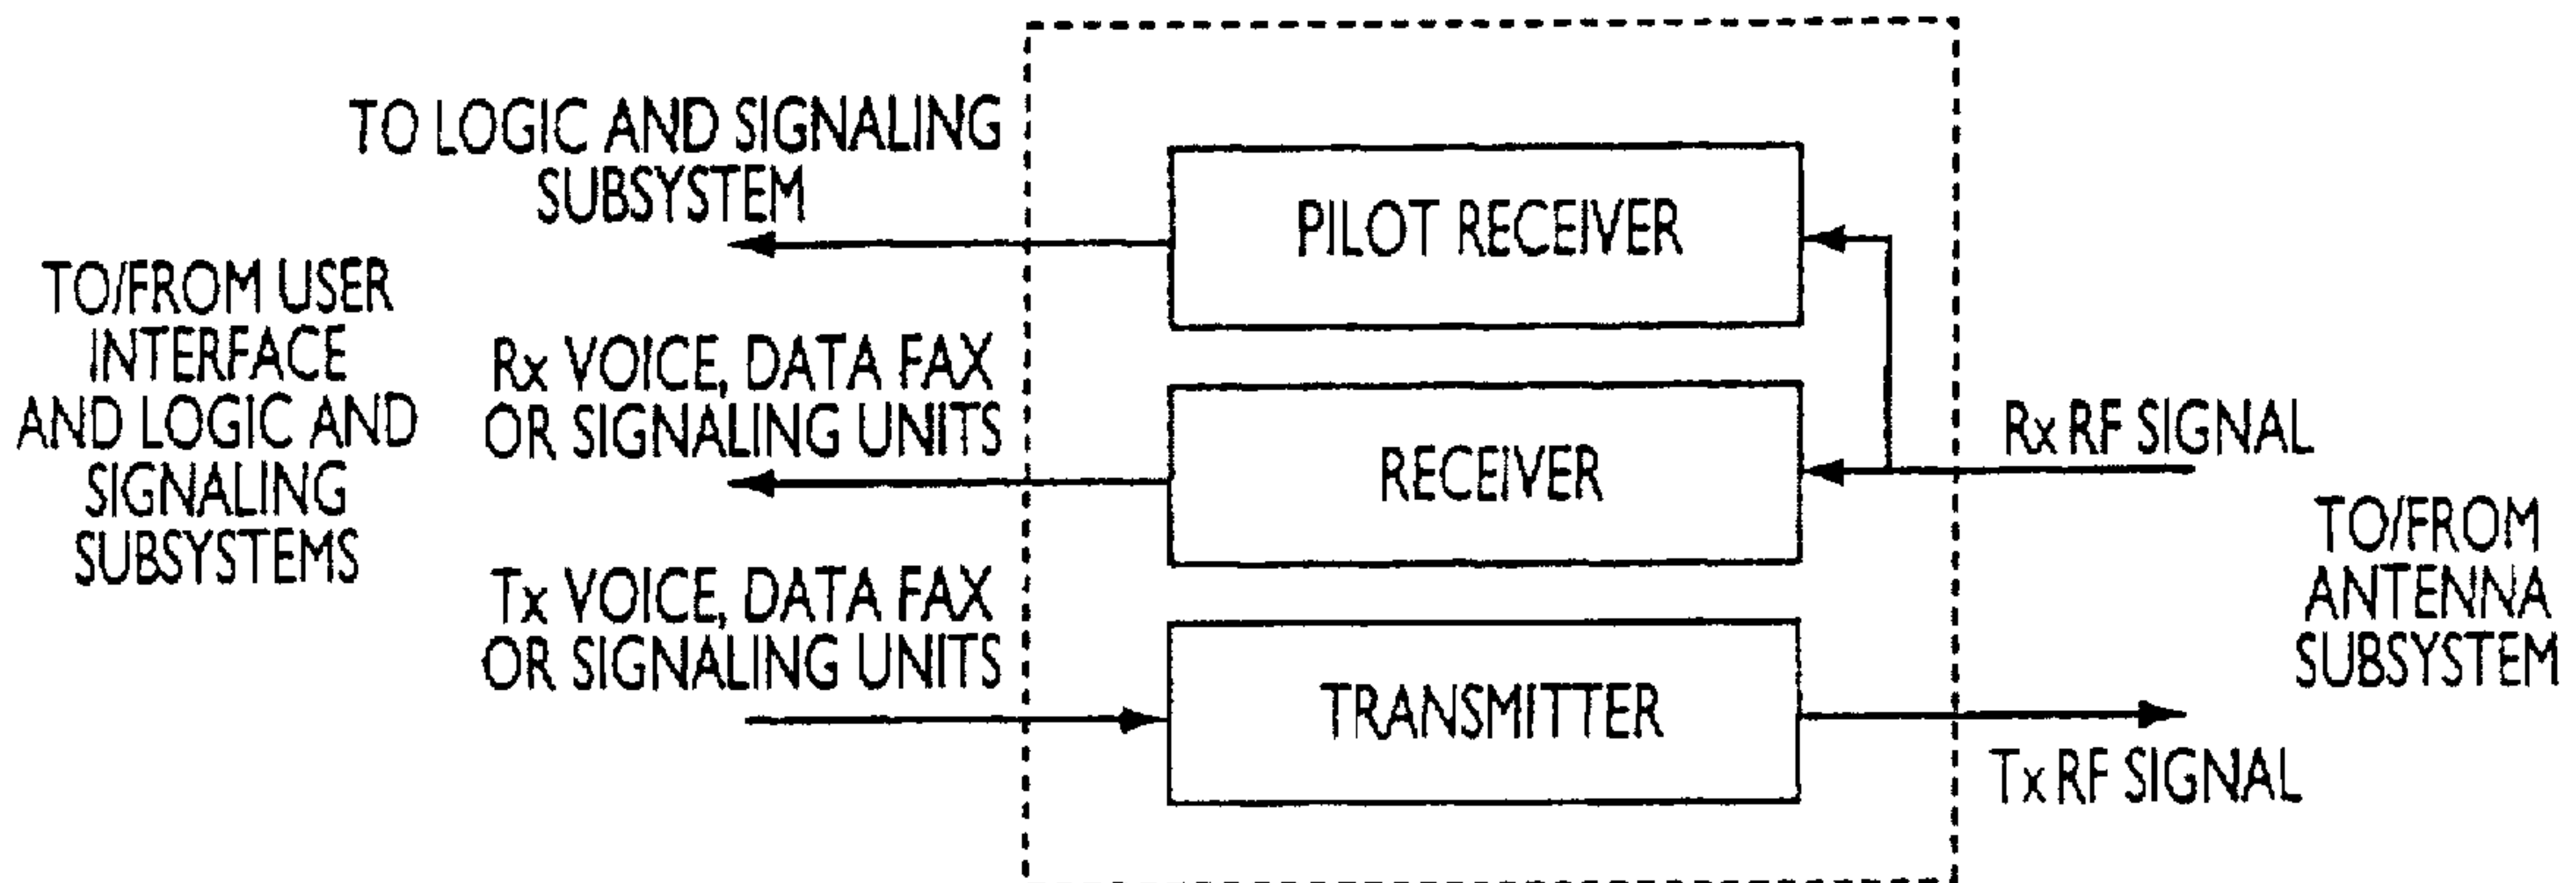 TO LOGIC AND SIGNALING
SUBSYSTEM
PILOT RECEIVER
TO/FROM USER
INTERFACE
AND LOGIC AND
SIGNALING
SUBSYSTEMS
Rx VOICE, DATA FAX
OR SIGNALING UNITS
RECEIVER
Rx RF SIGNAL
TO/FROM
ANTENNA
SUBSYSTEM
Tx VOICE, DATA FAX
OR SIGNALING UNITS
TRANSMITTER
Tx RF SIGNAL